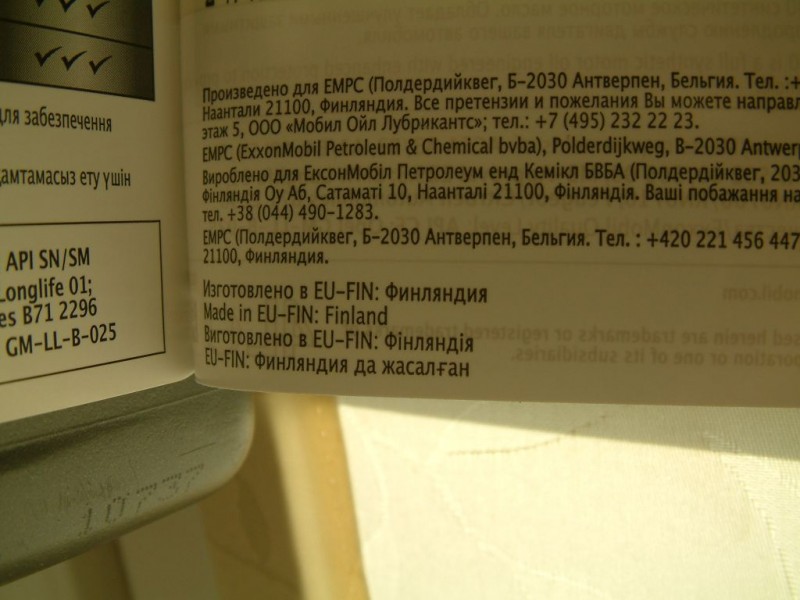 для забезпечення
қамтамасыз ету үшін
API SN/SM
Longlife 01;
B71 2296
GM-LL-B-025
Произведено для ЕМРС (Полдердийквег, Б-2030 Антверпен, Бельгия. Тел. :+
Наантали 21100, Финляндия. Все претензии и пожелания Вы можете направл
этаж 5, ООО «Мобил Ойл Лубрикантс»; тел.: +7 (495) 232 22 23.
EMPC (ExxonMobil Petroleum & Chemical bvba), Polderdijkweg, B-2030 Antwerp
Вироблено для ЕксонМобіл Петролеум енд Кемікл БВБА (Полдердійквег, 203
Фінляндія Оу Аб, Сатаматі 10, Наанталі 21100, Фінляндія. Ваші побажання на
тел. +38 (044) 490-1283.
ЕМРС (Полдердийквег, Б-2030 Антверпен, Бельгия. Тел. : +420 221 456 447
21100, Финляндия.
Изготовлено в EU-FIN: Финляндия
Made in EU-FIN: Finland
Виготовлено в EU-FIN: Фінляндія
EU-FIN: Финляндия да жасалған